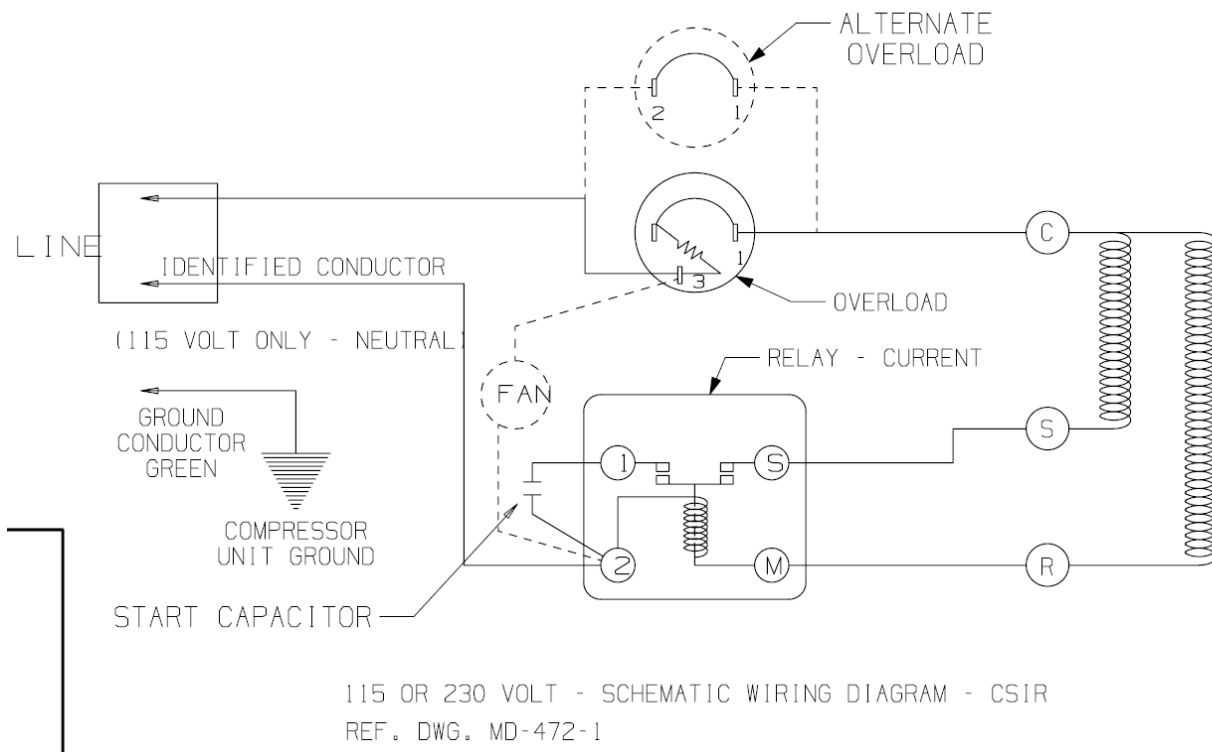 ALTERNATE
OVERLOAD
2
1
LINE
C
IDENTIFIED CONDUCTOR
3
1
OVERLOAD
(115 VOLT ONLY - NEUTRAL)
RELAY - CURRENT
FAN
GROUND
CONDUCTOR
GREEN
S
1
S
COMPRESSOR
UNIT GROUND
2
M
R
START CAPACITOR
115 OR 230 VOLT - SCHEMATIC WIRING DIAGRAM - CSIR
REF. DWG. MD-472-1